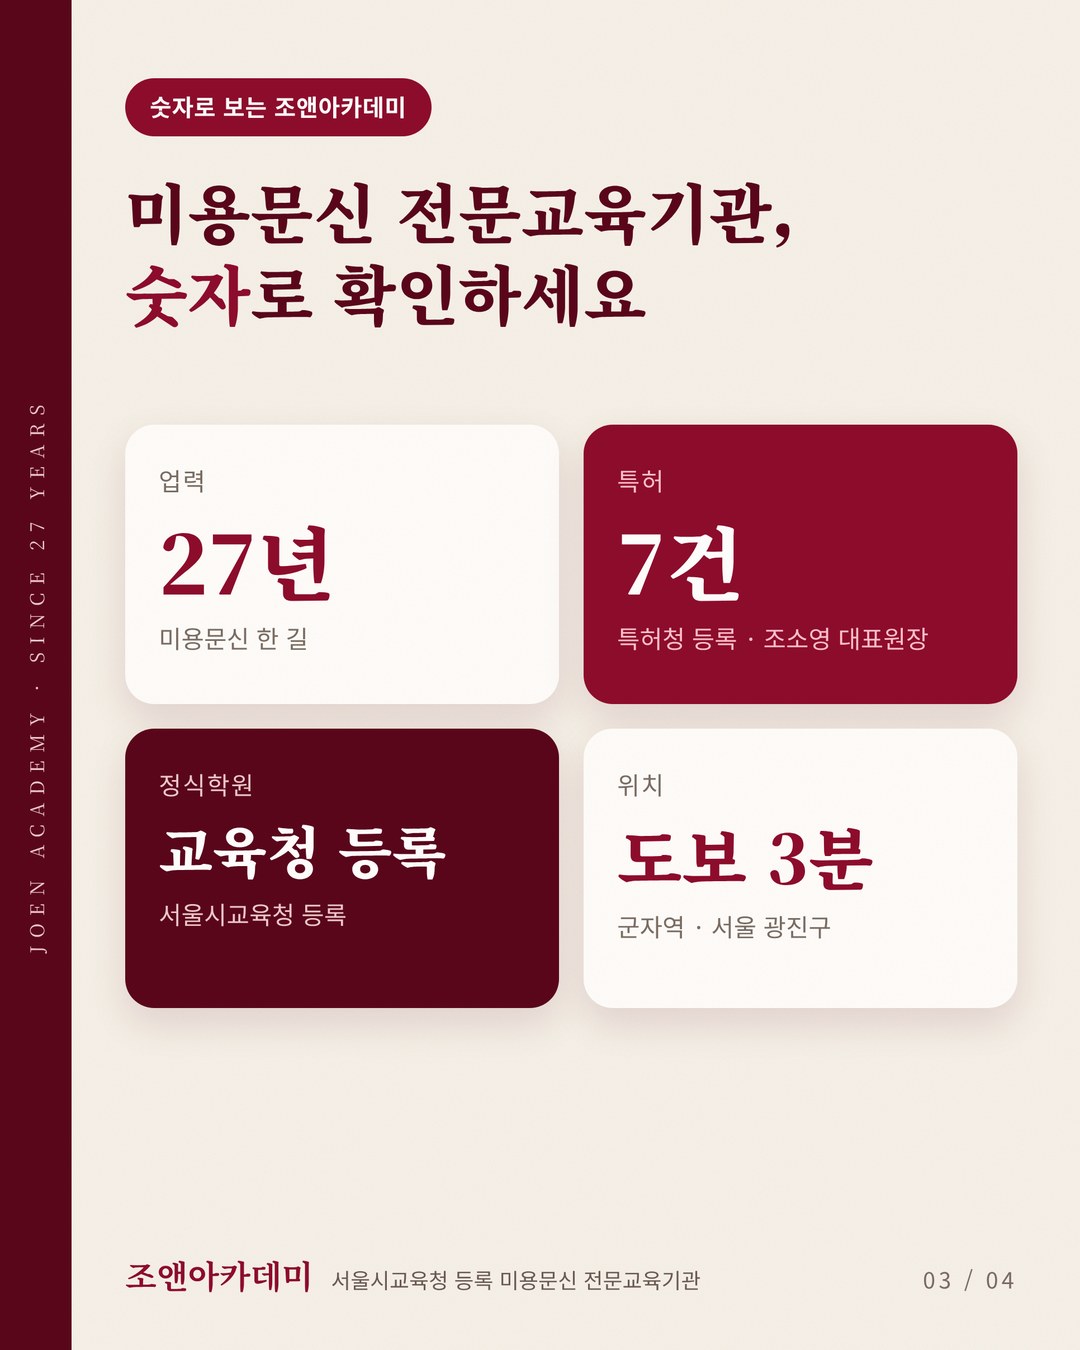 숫자로 보는 조앤아카데미
미용문신 전문교육기관,
숫자로 확인하세요
JOEN ACADEMY · SINCE 27 YEARS
업력
27년
미용문신 한 길
특허
7건
특허청 등록 · 조소영 대표원장
정식학원
교육청 등록
서울시교육청 등록
위치
도보 3분
군자역 · 서울 광진구
조앤아카데미 서울시교육청 등록 미용문신 전문교육기관
03 / 04